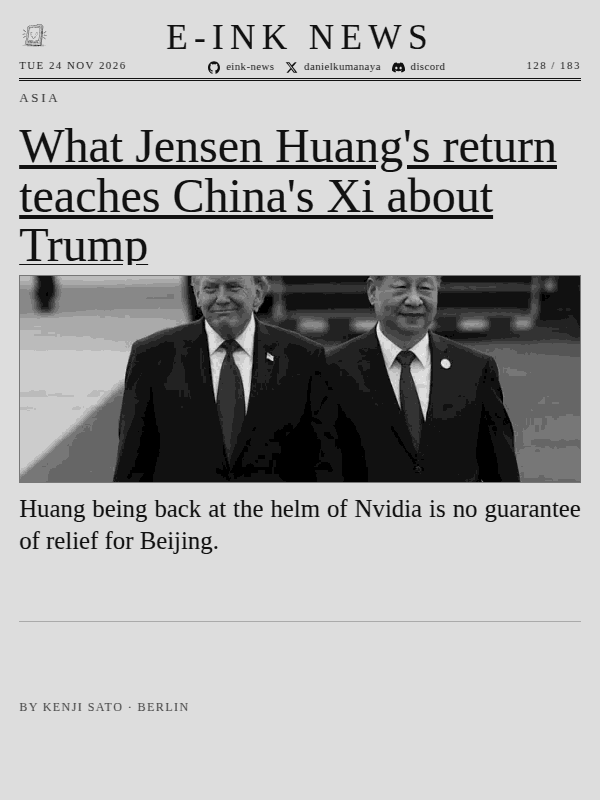 E-INK NEWS
TUE 24 NOV 2026
eink-news
danielkumanaya
discord
128 / 183
ASIA
What Jensen Huang's return
teaches China's Xi about
Trump
Huang being back at the helm of Nvidia is no guarantee
of relief for Beijing.
BY KENJI SATO · BERLIN